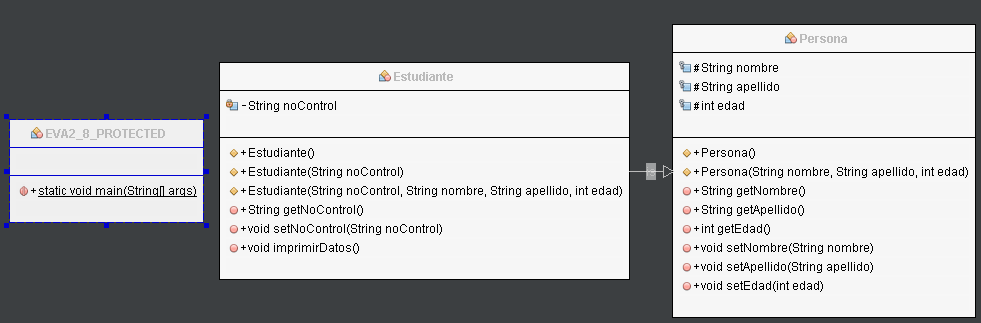 EVA2_8_PROTECTED
+ static void main(String[] args)
Estudiante
- String noControl
+ Estudiante()
+ Estudiante(String noControl)
+ Estudiante(String noControl, String nombre, String apellido, int edad)
+ String getNoControl()
+ void setNoControl(String noControl)
+ void imprimirDatos()
Persona
# String nombre
# String apellido
# int edad
+ Persona()
+ Persona(String nombre, String apellido, int edad)
+ String getNombre()
+ String getApellido()
+ int getEdad()
+ void setNombre(String nombre)
+ void setApellido(String apellido)
+ void setEdad(int edad)